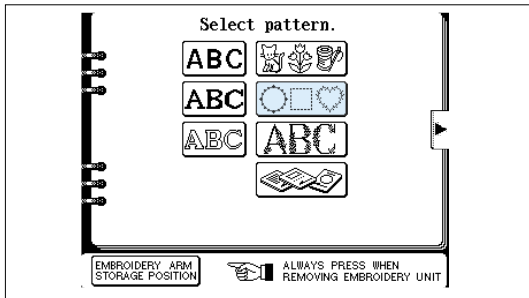 Select pattern.
ABC
ABC
ABC
ABC
EMBROIDERY ARM
STORAGE POSITION
ALWAYS PRESS WHEN
REMOVING EMBROIDERY UNIT